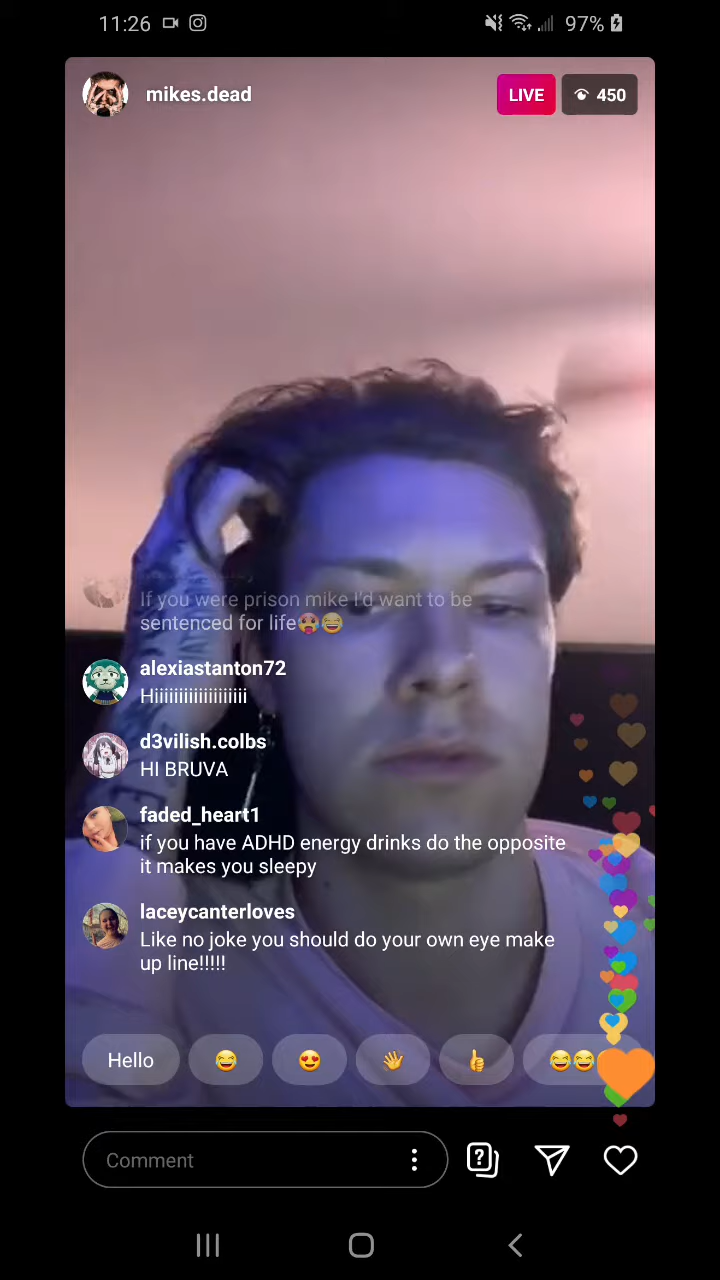 11:26
97%
mikes.dead
LIVE
450
If you were prison mike I'd want to be
sentenced for life🥵😂
alexiastanton72
Hiiiiiiiiiiiiiiiiiii
d3vilish.colbs
HI BRUVA
faded_heart1
if you have ADHD energy drinks do the opposite
it makes you sleepy
laceycanterloves
Like no joke you should do your own eye make
up line!!!!!
Hello 😂 😍 👋 👍 😂😂
Comment